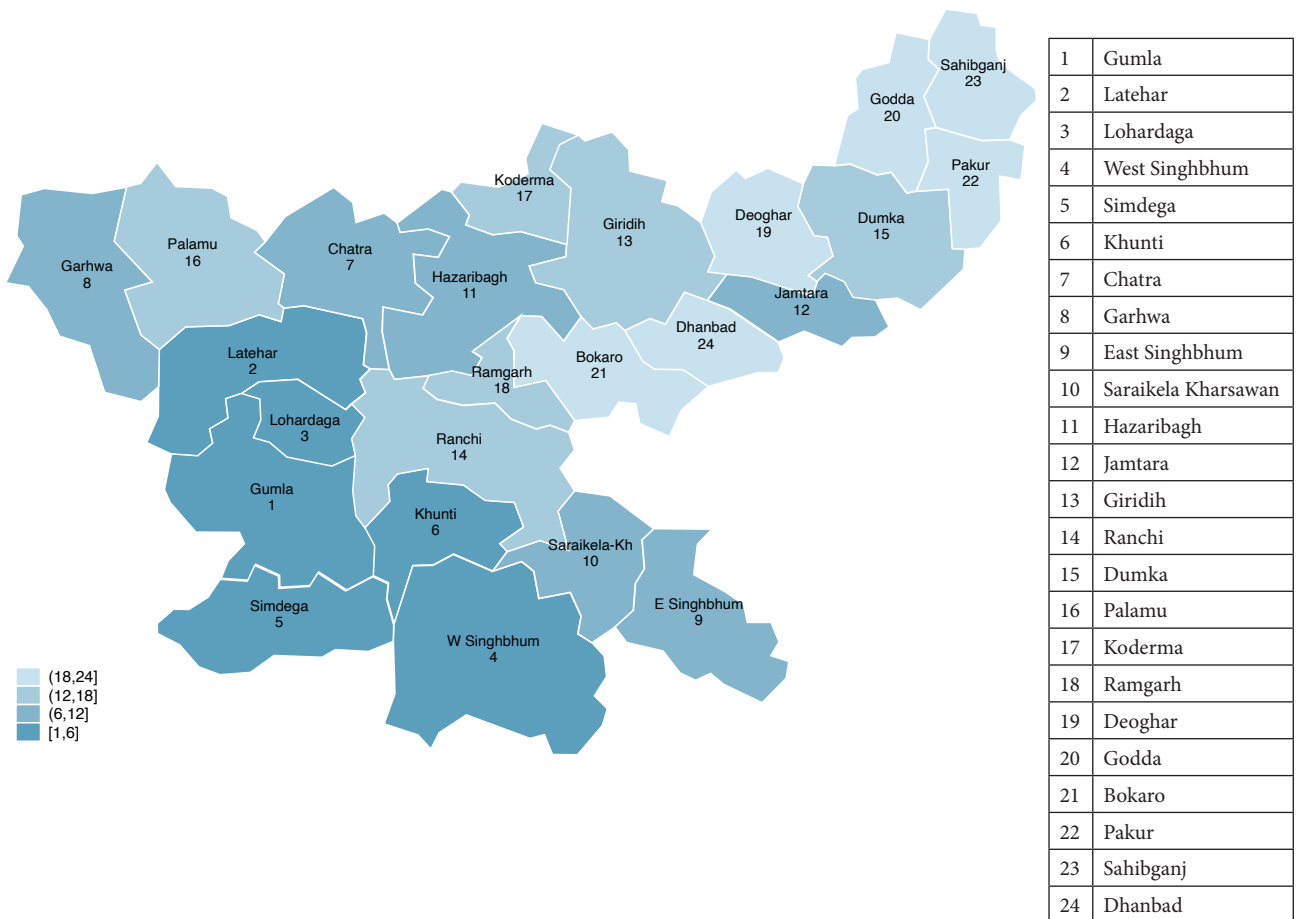 Sahibganj
23
Godda
20
Pakur
22
Koderma
17
Giridih
13
Deoghar
19
Dumka
15
Palamu
16
Chatra
7
Garhwa
8
Hazaribagh
11
Jamtara
12
Dhanbad
24
Latehar
2
Bokaro
21
Ramgarh
18
Lohardaga
3
Ranchi
14
Gumla
1
Khunti
6
Saraikela-Kh
10
Simdega
5
E Singhbhum
9
W Singhbhum
4
(18,24]
(12,18]
(6,12]
[1,6]
1 Gumla
2 Latehar
3 Lohardaga
4 West Singhbhum
5 Simdega
6 Khunti
7 Chatra
8 Garhwa
9 East Singhbhum
10 Saraikela Kharsawan
11 Hazaribagh
12 Jamtara
13 Giridih
14 Ranchi
15 Dumka
16 Palamu
17 Koderma
18 Ramgarh
19 Deoghar
20 Godda
21 Bokaro
22 Pakur
23 Sahibganj
24 Dhanbad